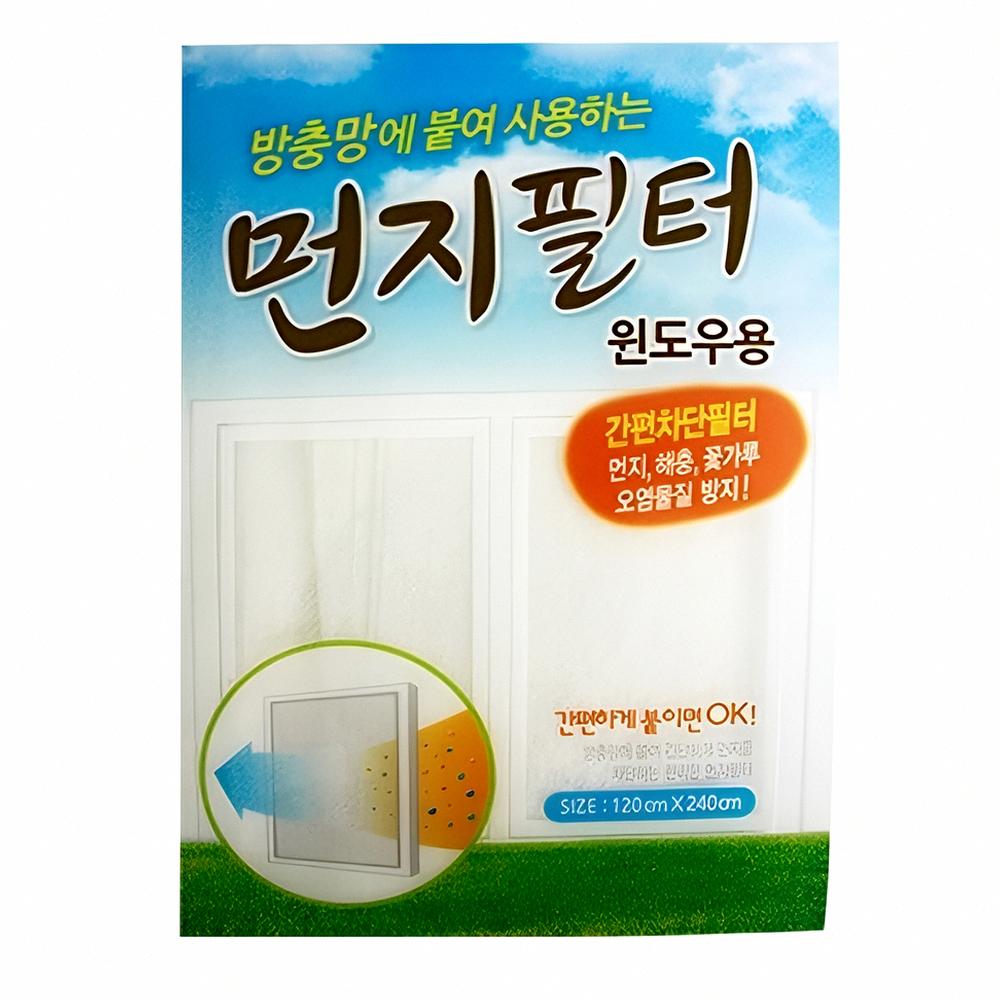 방충망에 붙여 사용하는
먼지필터
윈도우용
간편차단필터
먼지, 해충, 꽃가루
오염물질 방지!
간편하게 붙이면 OK!
SIZE : 120cm X 240cm